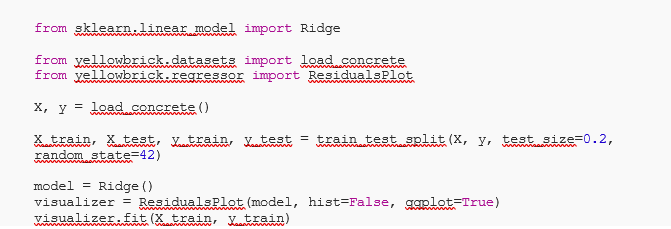 from sklearn.linear_model import Ridge
from yellowbrick.datasets import load_concrete
from yellowbrick.regressor import ResidualsPlot
X, y = load_concrete()
X_train, X_test, y_train, y_test = train_test_split(X, y, test_size=0.2,
random_state=42)
model = Ridge()
visualizer = ResidualsPlot(model, hist=False, qqplot=True)
visualizer.fit(X_train, y_train)